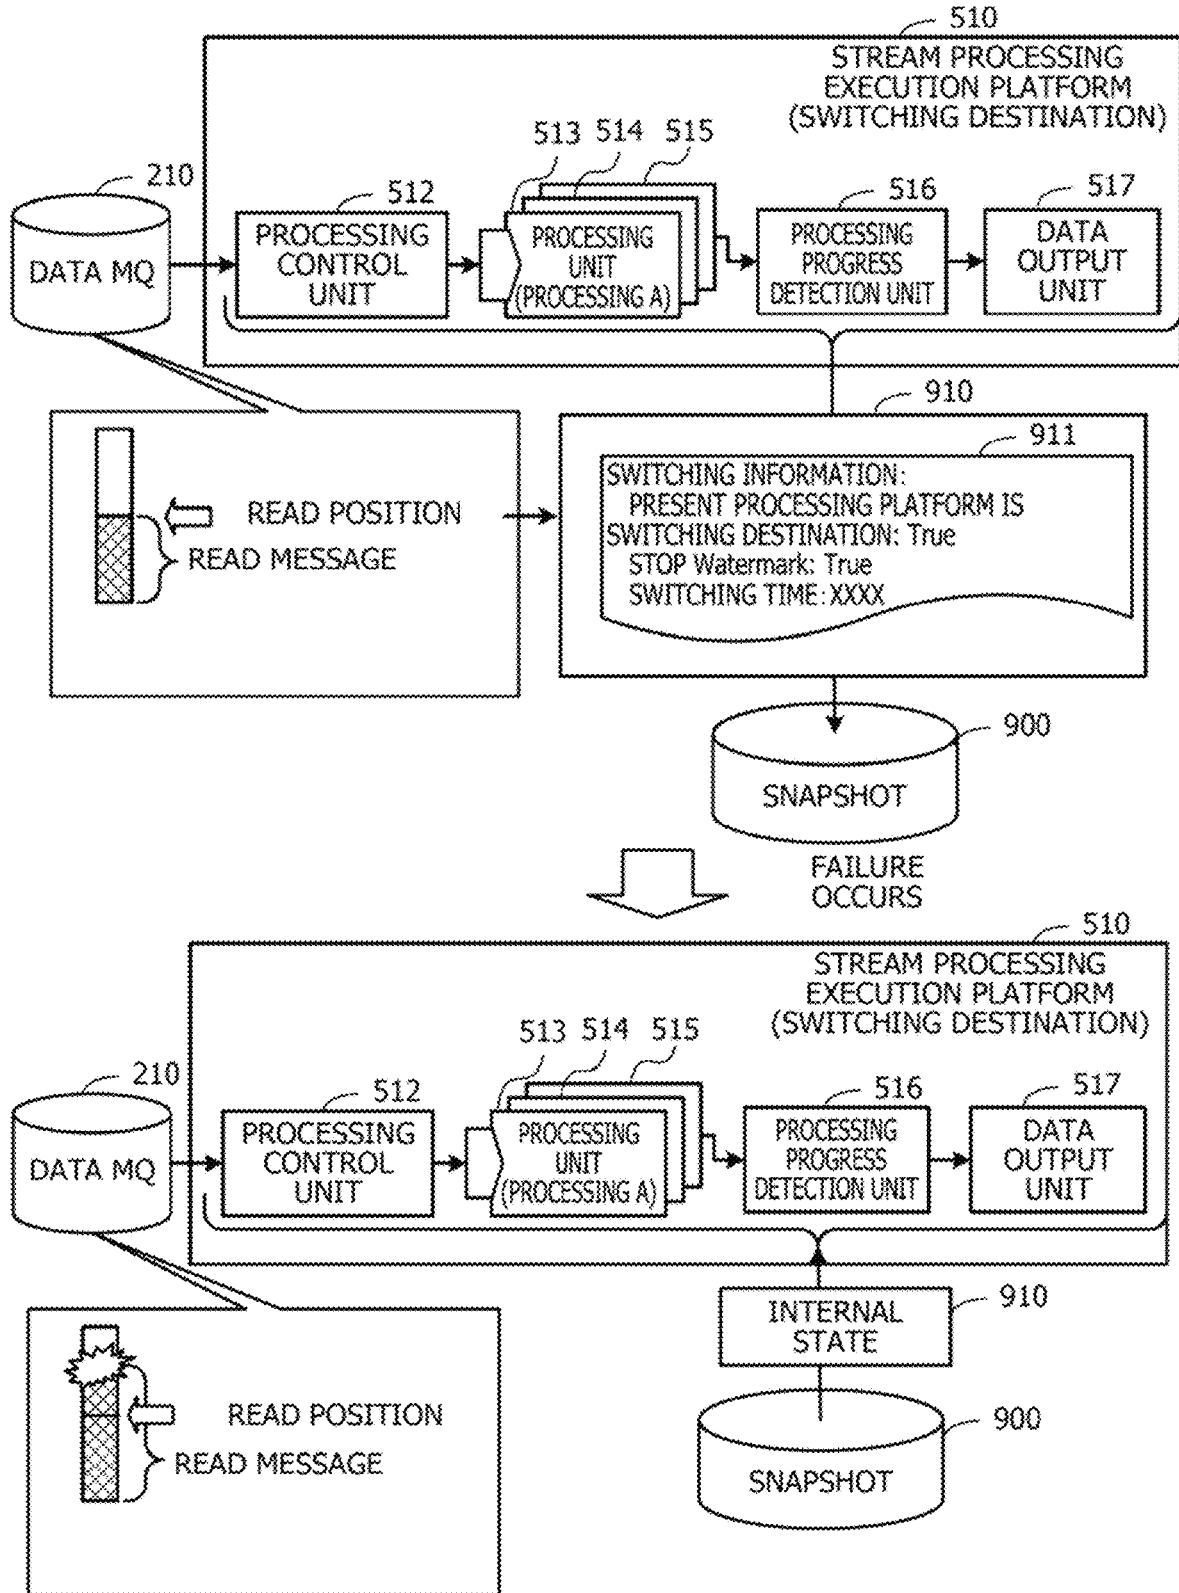 510
STREAM PROCESSING
EXECUTION PLATFORM
(SWITCHING DESTINATION)
513
514
515
210
512
516
517
DATA MQ
PROCESSING
CONTROL
UNIT
PROCESSING
UNIT
(PROCESSING A)
PROCESSING
PROGRESS
DETECTION UNIT
DATA
OUTPUT
UNIT
910
911
READ POSITION
READ MESSAGE
SWITCHING INFORMATION:
PRESENT PROCESSING PLATFORM IS
SWITCHING DESTINATION: True
STOP Watermark: True
SWITCHING TIME:XXXX
900
SNAPSHOT
FAILURE
OCCURS
510
STREAM PROCESSING
EXECUTION PLATFORM
(SWITCHING DESTINATION)
513
514
515
210
512
516
517
DATA MQ
PROCESSING
CONTROL
UNIT
PROCESSING
UNIT
(PROCESSING A)
PROCESSING
PROGRESS
DETECTION UNIT
DATA
OUTPUT
UNIT
INTERNAL
STATE
910
READ POSITION
READ MESSAGE
900
SNAPSHOT